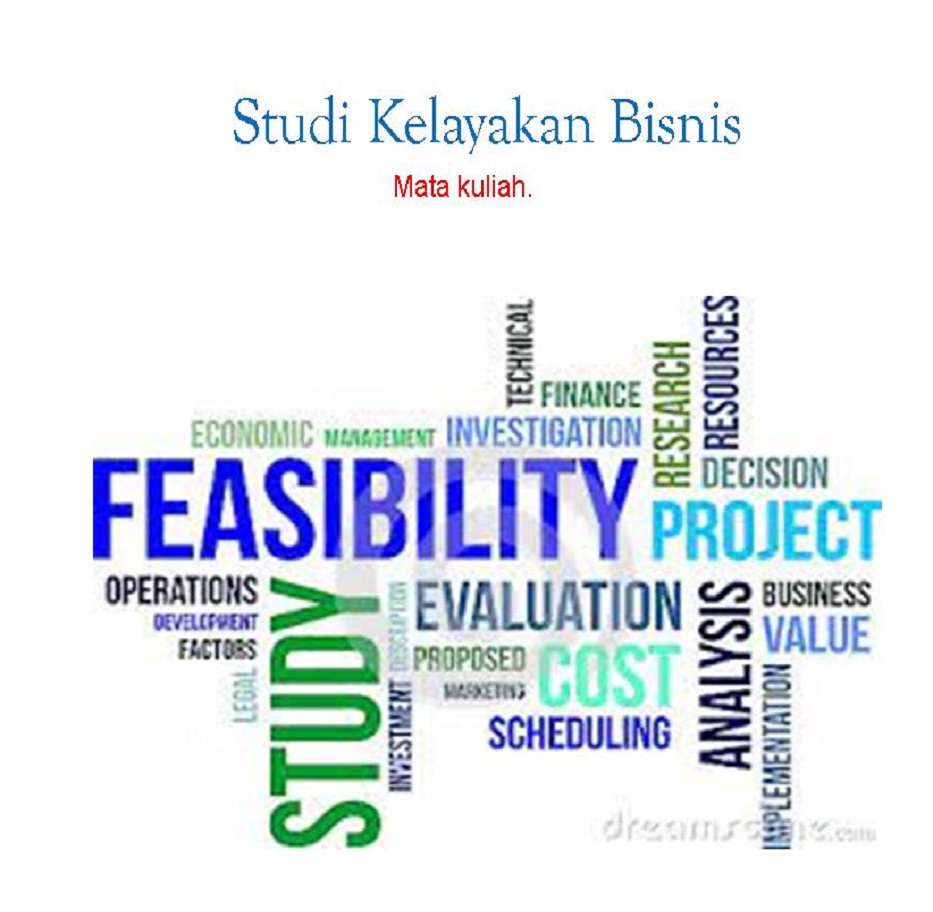 Studi Kelayakan Bisnis
Mata kuliah.
TECHNICAL
FINANCE
RESEARCH
RESOURCES
ECONOMIC MANAGEMENT INVESTIGATION
DECISION
FEASIBILITY
PROJECT
OPERATIONS
DEVELOPMENT
FACTORS
LEGAL
STUDY
DESCRIPTION
INVESTMENT
EVALUATION
PROPOSED
MARKETING
COST
SCHEDULING
ANALYSIS
BUSINESS
VALUE
IMPLEMENTATION
dreamstime.com